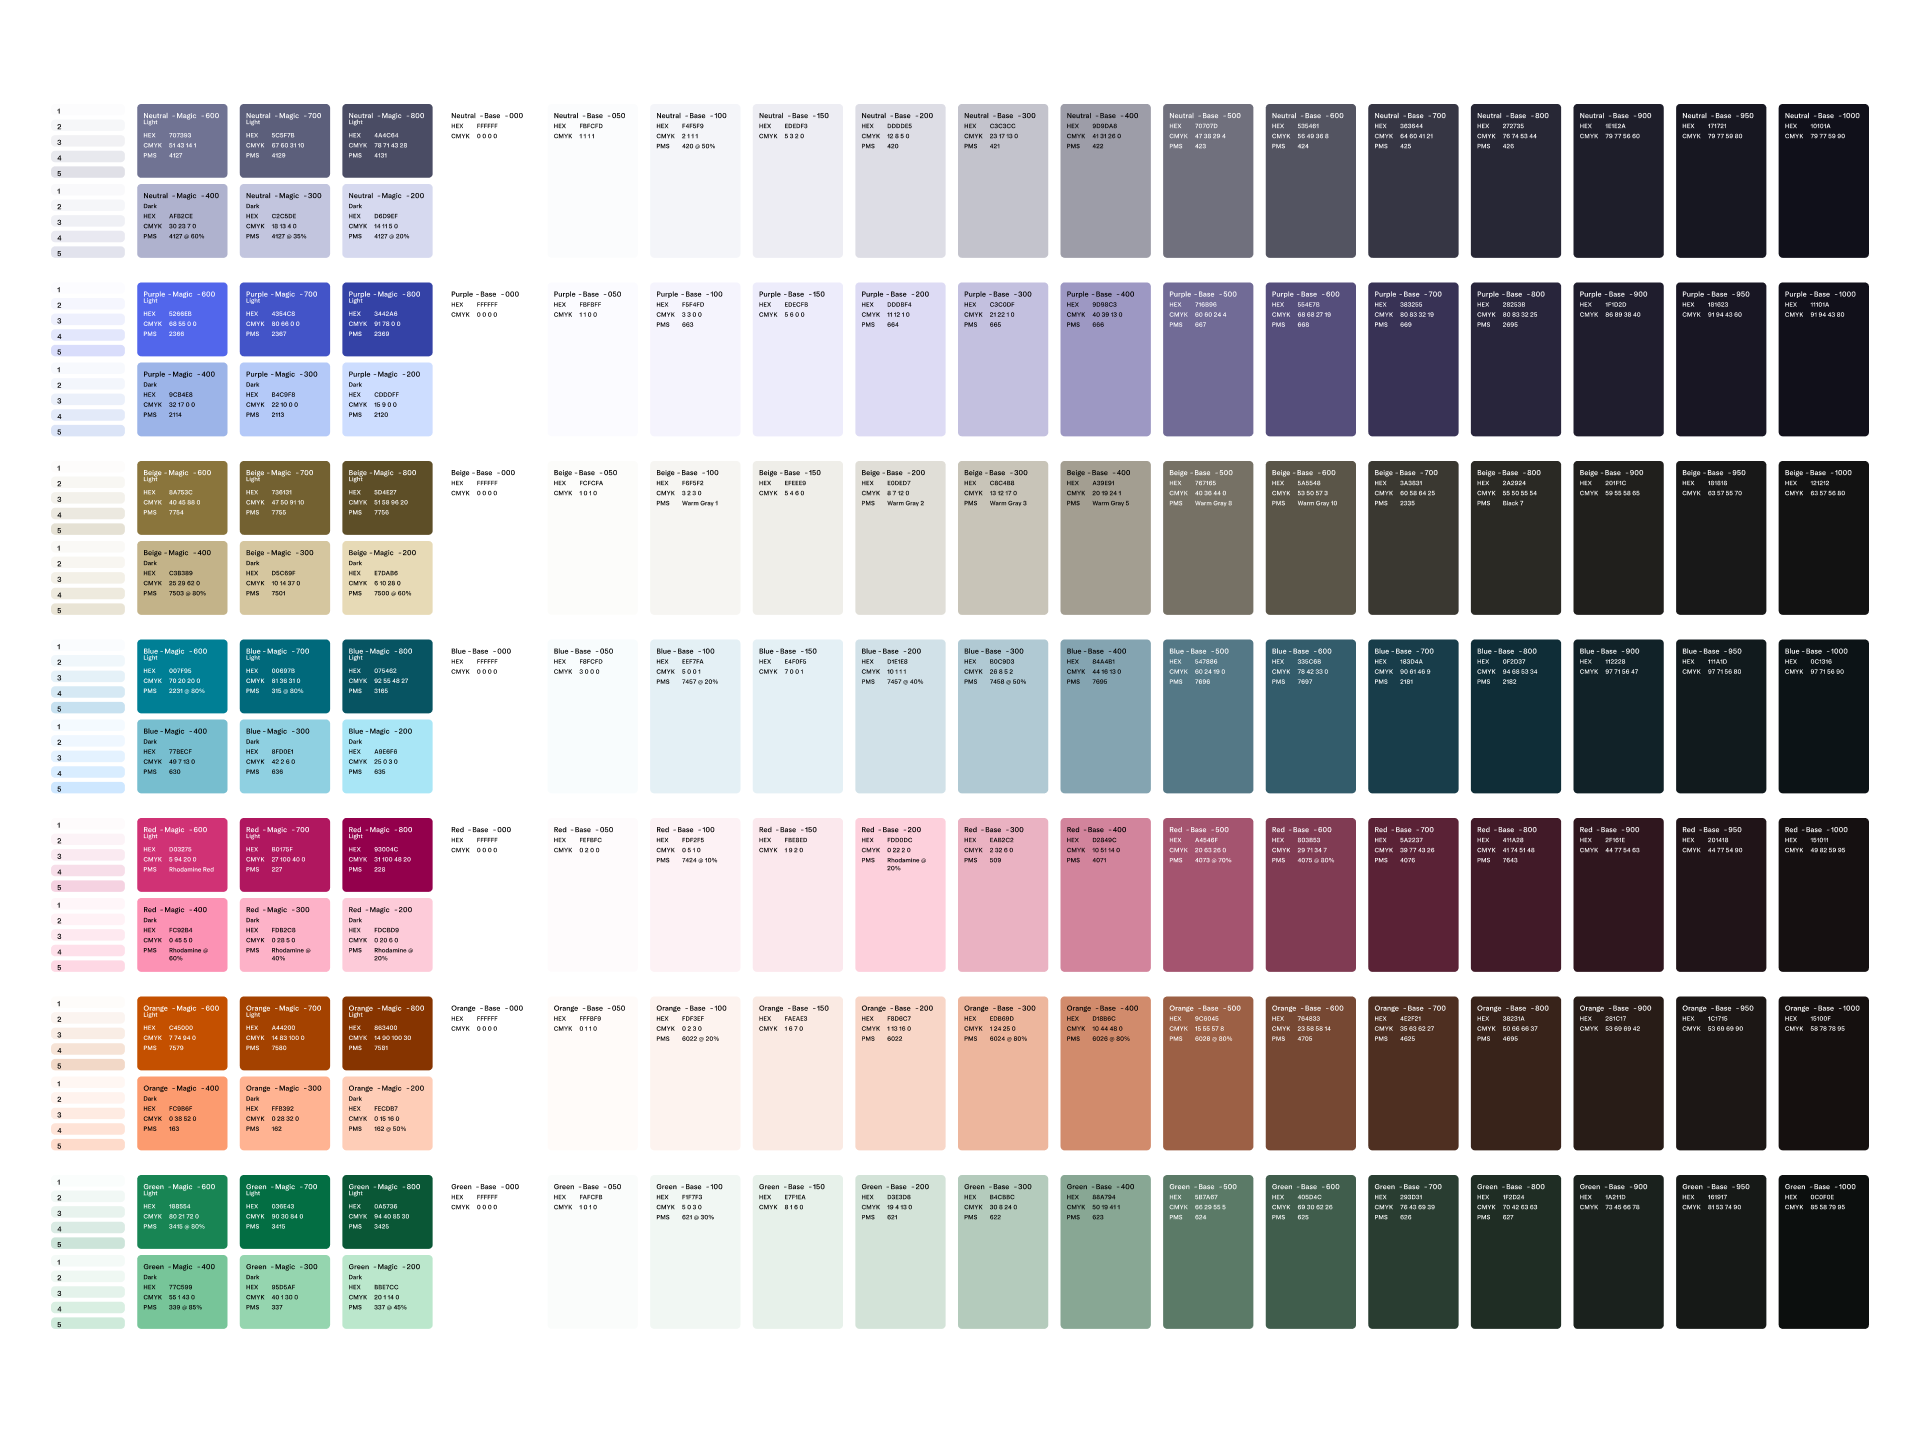 1
2
3
4
5
1
2
3
4
5
Neutral -Magic -600
Light
HEX 707393
CMYK 51 43 14 1
PMS 4127
Neutral -Magic -700
Light
HEX 5C5F7B
CMYK 67 60 31 10
PMS 4129
Neutral -Magic -800
Light
HEX 4A4C64
CMYK 78 71 43 28
PMS 4131
Neutral -Magic -400
Dark
HEX AFB2CE
CMYK 30 23 7 0
PMS 4127 @ 60%
Neutral -Magic -300
Dark
HEX C2C5DE
CMYK 18 13 4 0
PMS 4127 @ 35%
Neutral -Magic -200
Dark
HEX D6D9EF
CMYK 14 11 5 0
PMS 4127 @ 20%
Neutral -Base -000
HEX FFFFFF
CMYK 0 0 0 0
Neutral -Base -050
HEX FBFCFD
CMYK 1 1 1 1
Neutral -Base -100
HEX F4F5F9
CMYK 2 1 1 1
PMS 420 @ 50%
Neutral -Base -150
HEX EDEDF3
CMYK 5 3 2 0
Neutral -Base -200
HEX DDDDE5
CMYK 12 8 5 0
PMS 420
Neutral -Base -300
HEX C3C3CC
CMYK 23 17 13 0
PMS 421
Neutral -Base -400
HEX 9D9DA8
CMYK 41 31 26 0
PMS 422
Neutral -Base -500
HEX 70707D
CMYK 47 38 29 4
PMS 423
Neutral -Base -600
HEX 535461
CMYK 55 49 36 8
PMS 424
Neutral -Base -700
HEX 363644
CMYK 64 60 41 21
PMS 425
Neutral -Base -800
HEX 272735
CMYK 76 74 53 44
PMS 426
Neutral -Base -900
HEX 1E1E2A
CMYK 79 77 56 60
Neutral -Base -950
HEX 171721
CMYK 79 77 59 80
Neutral -Base -1000
HEX 10101A
CMYK 79 77 59 90
1
2
3
4
5
1
2
3
4
5
Purple -Magic -600
Light
HEX 5266EB
CMYK 68 55 0 0
PMS 2366
Purple -Magic -700
Light
HEX 4354C8
CMYK 80 66 0 0
PMS 2367
Purple -Magic -800
Light
HEX 3442A6
CMYK 91 78 0 0
PMS 2369
Purple -Magic -400
Dark
HEX 9CB4E8
CMYK 32 17 0 0
PMS 2114
Purple -Magic -300
Dark
HEX B4C9F8
CMYK 22 10 0 0
PMS 2113
Purple -Magic -200
Dark
HEX CDDDFF
CMYK 15 9 0 0
PMS 2120
Purple -Base -000
HEX FFFFFF
CMYK 0 0 0 0
Purple -Base -050
HEX FBFBFF
CMYK 1 1 0 0
Purple -Base -100
HEX F5F4FD
CMYK 3 3 0 0
PMS 663
Purple -Base -150
HEX EDECFB
CMYK 5 6 0 0
Purple -Base -200
HEX DDD8F4
CMYK 11 12 1 0
PMS 664
Purple -Base -300
HEX C3C0DF
CMYK 21 22 1 0
PMS 665
Purple -Base -400
HEX 9D98C3
CMYK 40 39 13 0
PMS 666
Purple -Base -500
HEX 716B96
CMYK 60 60 24 4
PMS 667
Purple -Base -600
HEX 554E7B
CMYK 68 68 27 19
PMS 668
Purple -Base -700
HEX 383255
CMYK 80 83 32 19
PMS 669
Purple -Base -800
HEX 282538
CMYK 80 83 32 25
PMS 2695
Purple -Base -900
HEX 1F1D2D
CMYK 86 89 38 40
Purple -Base -950
HEX 181623
CMYK 91 94 43 60
Purple -Base -1000
HEX 11101A
CMYK 91 94 43 80
1
2
3
4
5
1
2
3
4
5
Beige -Magic -600
HEX 8A753C
CMYK 40 45 88 0
PMS 7754
Beige -Magic -700
HEX 736131
CMYK 47 50 91 10
PMS 7755
Beige -Magic -800
HEX 5D4E27
CMYK 51 58 96 20
PMS 7756
Beige -Magic -400
Dark
HEX C3B389
CMYK 25 29 62 0
PMS 7503 @ 80%
Beige -Magic -300
Dark
HEX D5C69F
CMYK 10 14 37 0
PMS 7501
Beige -Magic -200
Dark
HEX E7DAB6
CMYK 6 10 28 0
PMS 7500 @ 60%
Beige -Base -000
HEX FFFFFF
CMYK 0 0 0 0
Beige -Base -050
HEX FCFCFA
CMYK 1 0 1 0
Beige -Base -100
HEX F6F5F2
CMYK 3 2 3 0
PMS Warm Gray 1
Beige -Base -150
HEX EFEEE9
CMYK 5 4 6 0
Beige -Base -200
HEX E0DED7
CMYK 8 7 12 0
PMS Warm Gray 2
Beige -Base -300
HEX C8C4B8
CMYK 13 12 17 0
PMS Warm Gray 3
Beige -Base -400
HEX A39E91
CMYK 20 19 24 1
PMS Warm Gray 5
Beige -Base -500
HEX 767165
CMYK 40 36 44 0
PMS Warm Gray 8
Beige -Base -600
HEX 5A5548
CMYK 53 50 57 3
PMS Warm Gray 10
Beige -Base -700
HEX 3A3831
CMYK 60 58 64 25
PMS 2335
Beige -Base -800
HEX 2A2924
CMYK 55 50 55 54
PMS Black 7
Beige -Base -900
HEX 201F1C
CMYK 59 55 58 65
Beige -Base -950
HEX 181818
CMYK 63 57 55 70
Beige -Base -1000
HEX 121212
CMYK 63 57 56 80
1
2
3
4
5
1
2
3
4
5
Blue -Magic -600
Light
HEX 007F95
CMYK 70 20 20 0
PMS 2231 @ 80%
Blue -Magic -700
Light
HEX 006978
CMYK 81 36 31 0
PMS 315 @ 80%
Blue -Magic -800
Light
HEX 075462
CMYK 92 55 48 27
PMS 3165
Blue -Magic -400
Dark
HEX 77BECF
CMYK 49 7 13 0
PMS 630
Blue -Magic -300
Dark
HEX 8FD0E1
CMYK 42 2 6 0
PMS 636
Blue -Magic -200
Dark
HEX A9E6F6
CMYK 25 0 3 0
PMS 635
Blue -Base -000
HEX FFFFFF
CMYK 0 0 0 0
Blue -Base -050
HEX F8FCFD
CMYK 3 0 0 0
Blue -Base -100
HEX EEF7FA
CMYK 5 0 0 1
PMS 7457 @ 20%
Blue -Base -150
HEX E4F0F5
CMYK 7 0 0 1
Blue -Base -200
HEX D1E1E8
CMYK 10 1 1 1
PMS 7457 @ 40%
Blue -Base -300
HEX B0C9D3
CMYK 26 8 5 2
PMS 7458 @ 50%
Blue -Base -400
HEX 84A4B1
CMYK 44 16 13 0
PMS 7695
Blue -Base -500
HEX 547886
CMYK 60 24 19 0
PMS 7696
Blue -Base -600
HEX 335C6B
CMYK 78 42 33 0
PMS 7697
Blue -Base -700
HEX 183D4A
CMYK 90 61 46 9
PMS 2181
Blue -Base -800
HEX 0F2D37
CMYK 94 68 53 34
PMS 2182
Blue -Base -900
HEX 112228
CMYK 97 71 56 47
Blue -Base -950
HEX 111A1D
CMYK 97 71 56 80
Blue -Base -1000
HEX 0C1316
CMYK 97 71 56 90
1
2
3
4
5
1
2
3
4
5
Red -Magic -600
Light
HEX D03275
CMYK 5 94 20 0
PMS Rhodamine Red
Red -Magic -700
Light
HEX B0175F
CMYK 27 100 40 0
PMS 227
Red -Magic -800
Light
HEX 93004C
CMYK 31 100 48 20
PMS 228
Red -Magic -400
Dark
HEX FC92B4
CMYK 0 45 5 0
PMS Rhodamine @
60%
Red -Magic -300
Dark
HEX FDB2C8
CMYK 0 28 5 0
PMS Rhodamine @
40%
Red -Magic -200
Dark
HEX FDCBD9
CMYK 0 20 6 0
PMS Rhodamine @
20%
Red -Base -000
HEX FFFFFF
CMYK 0 0 0 0
Red -Base -050
HEX FEFBFC
CMYK 0 2 0 0
Red -Base -100
HEX FDF2F5
CMYK 0 5 1 0
PMS 7424 @ 10%
Red -Base -150
HEX FBE8ED
CMYK 1 9 2 0
Red -Base -200
HEX FDD0DC
CMYK 0 22 2 0
PMS Rhodamine @
20%
Red -Base -300
HEX EAB2C2
CMYK 2 32 6 0
PMS 509
Red -Base -400
HEX D2849C
CMYK 10 51 14 0
PMS 4071
Red -Base -500
HEX A4546F
CMYK 20 63 26 0
PMS 4073 @ 70%
Red -Base -600
HEX 803653
CMYK 29 71 34 7
PMS 4075 @ 80%
Red -Base -700
HEX 5A2237
CMYK 39 77 43 26
PMS 4076
Red -Base -800
HEX 411A28
CMYK 41 74 51 48
PMS 7643
Red -Base -900
HEX 2F161E
CMYK 44 77 54 63
Red -Base -950
HEX 201418
CMYK 44 77 54 90
Red -Base -1000
HEX 151011
CMYK 49 82 59 95
1
2
3
4
5
1
2
3
4
5
Orange -Magic -600
Light
HEX C45000
CMYK 7 74 94 0
PMS 7579
Orange -Magic -700
Light
HEX A44200
CMYK 14 83 100 0
PMS 7580
Orange -Magic -800
Light
HEX 863400
CMYK 14 90 100 30
PMS 7581
Orange -Magic -400
Dark
HEX FC9B6F
CMYK 0 38 52 0
PMS 163
Orange -Magic -300
Dark
HEX FFB392
CMYK 0 28 32 0
PMS 162
Orange -Magic -200
Dark
HEX FECDB7
CMYK 0 15 16 0
PMS 162 @ 50%
Orange -Base -000
HEX FFFFFF
CMYK 0 0 0 0
Orange -Base -050
HEX FFFBF9
CMYK 0 1 1 0
Orange -Base -100
HEX FDF3EF
CMYK 0 2 3 0
PMS 6022 @ 20%
Orange -Base -150
HEX FAEAE3
CMYK 1 6 7 0
Orange -Base -200
HEX FBD6C7
CMYK 1 13 16 0
PMS 6022
Orange -Base -300
HEX EDB69D
CMYK 1 24 25 0
PMS 6024 @ 80%
Orange -Base -400
HEX D18B6C
CMYK 10 44 48 0
PMS 6026 @ 80%
Orange -Base -500
HEX 9C6045
CMYK 15 55 57 8
PMS 6028 @ 80%
Orange -Base -600
HEX 764833
CMYK 23 58 58 14
PMS 4705
Orange -Base -700
HEX 4E2F21
CMYK 35 63 62 27
PMS 4625
Orange -Base -800
HEX 38231A
CMYK 50 66 66 37
PMS 4695
Orange -Base -900
HEX 281C17
CMYK 53 69 69 42
Orange -Base -950
HEX 1C1715
CMYK 53 69 69 90
Orange -Base -1000
HEX 15100F
CMYK 58 78 78 95
1
2
3
4
5
1
2
3
4
5
Green -Magic -600
Light
HEX 188554
CMYK 80 21 72 0
PMS 3415 @ 80%
Green -Magic -700
Light
HEX 036E43
CMYK 90 30 84 0
PMS 3415
Green -Magic -800
Light
HEX 0A5736
CMYK 94 40 85 30
PMS 3425
Green -Magic -400
Dark
HEX 77C599
CMYK 55 1 43 0
PMS 339 @ 85%
Green -Magic -300
Dark
HEX 95D5AF
CMYK 40 1 30 0
PMS 337
Green -Magic -200
Dark
HEX BBE7CC
CMYK 20 1 14 0
PMS 337 @ 45%
Green -Base -000
HEX FFFFFF
CMYK 0 0 0 0
Green -Base -050
HEX FAFCFB
CMYK 1 0 1 0
Green -Base -100
HEX F1F7F3
CMYK 5 0 3 0
PMS 621 @ 30%
Green -Base -150
HEX E7F1EA
CMYK 8 1 6 0
Green -Base -200
HEX D3E3D8
CMYK 19 4 13 0
PMS 621
Green -Base -300
HEX B4CBBC
CMYK 30 8 24 0
PMS 622
Green -Base -400
HEX 88A794
CMYK 50 19 41 1
PMS 623
Green -Base -500
HEX 5B7A67
CMYK 66 29 55 5
PMS 624
Green -Base -600
HEX 405D4C
CMYK 69 30 62 26
PMS 625
Green -Base -700
HEX 293D31
CMYK 76 43 69 39
PMS 626
Green -Base -800
HEX 1F2D24
CMYK 70 42 63 63
PMS 627
Green -Base -900
HEX 1A211D
CMYK 73 45 66 78
Green -Base -950
HEX 161917
CMYK 81 53 74 90
Green -Base -1000
HEX 0C0F0E
CMYK 85 58 79 95